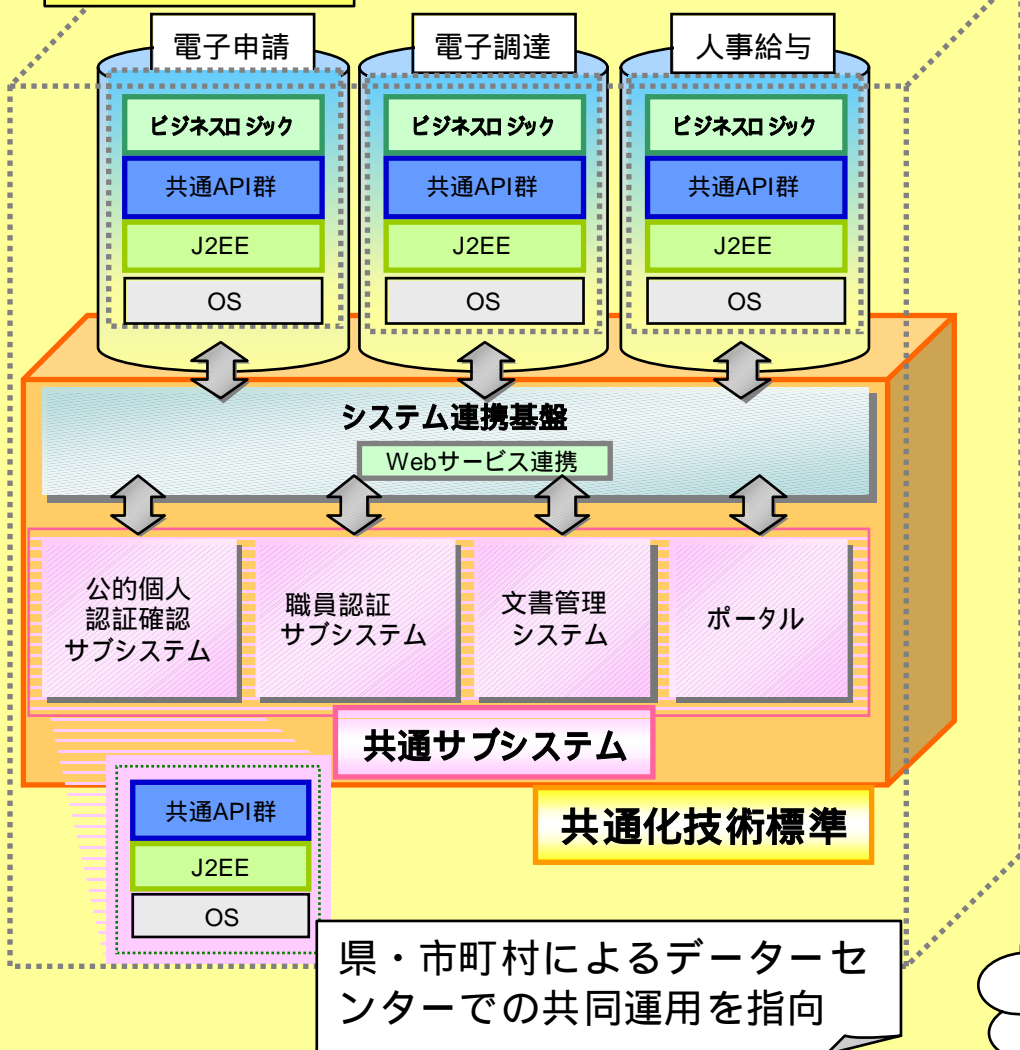 電子申請
電子調達
人事給与
ビジネスロジック
ビジネスロジック
ビジネスロジック
共通API群
共通API群
共通API群
J2EE
J2EE
J2EE
OS
OS
OS
システム連携基盤
Webサービス連携
公的個人
認証確認
サブシステム
職員認証
サブシステム
文書管理
システム
ポータル
共通サブシステム
共通API群
J2EE
OS
共通化技術標準
県・市町村によるデーターセ
ンターでの共同運用を指向